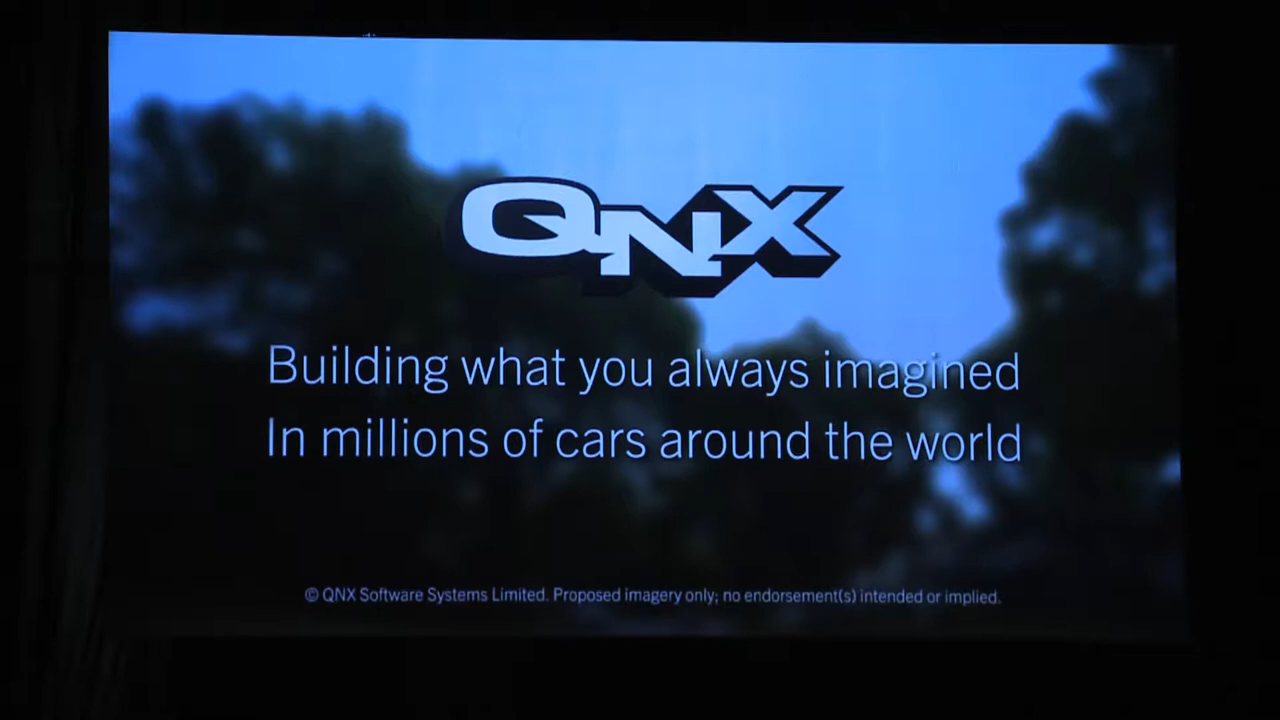 QNX
Building what you always imagined
In millions of cars around the world
© QNX Software Systems Limited. Proposed imagery only; no endorsement(s) intended or implied.